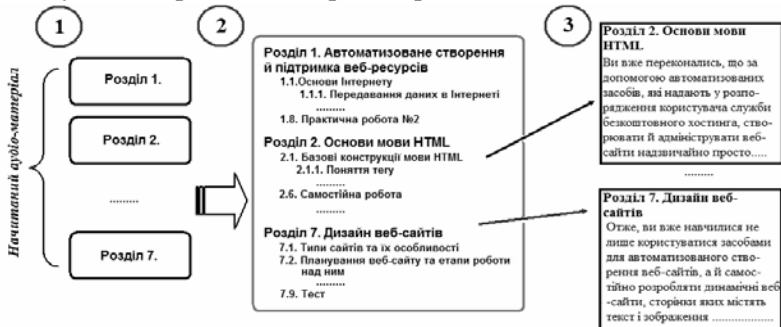 1
2
3
Начитаний аудіо-матеріал
Розділ 1.
Розділ 2.
.........
Розділ 7.
Розділ 1. Автоматизоване створення
й підтримка веб-ресурсів
1.1.Основи Інтернету
1.1.1. Передавання даних в Інтернеті
.........
1.8. Практична робота №2
Розділ 2. Основи мови HTML
2.1. Базові конструкції мови HTML
2.1.1. Поняття тегу
.........
2.6. Самостійна робота
.........
Розділ 7. Дизайн веб-сайтів
7.1. Типи сайтів та їх особливості
7.2. Планування веб-сайту та етапи роботи
над ним
.........
7.9. Тест
Розділ 2. Основи мови
HTML
Ви вже переконались, що за
допомогою автоматизованих
засобів, які надають у розпо-
рядження користувача служби
безкоштовного хостинга, ство-
рювати й адмініструвати веб-
сайти надзвичайно просто.....
.........
Розділ 7. Дизайн веб-
сайтів
Отже, ви вже навчилися не
лише користуватися засобами
для автоматизованого ство-
рення веб-сайтів, а й самос-
тійно розробляти динамічні веб
-сайти, сторінки яких містять
текст і зображення ..................